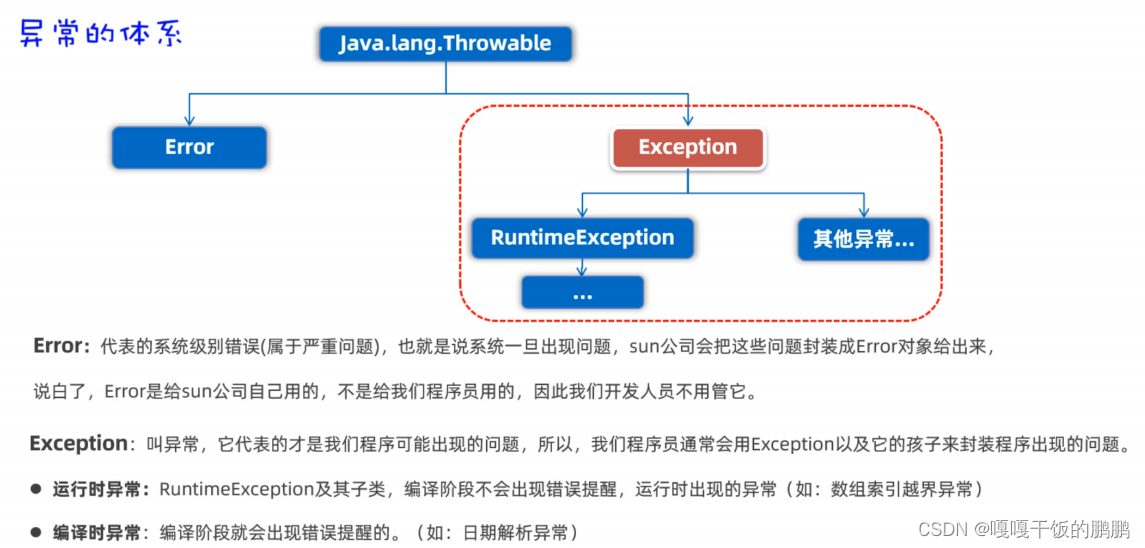 异常的体系
Java.lang.Throwable
Error
Exception
RuntimeException
其他异常...
...
Error：代表的系统级别错误(属于严重问题)，也就是说系统一旦出现问题，sun公司会把这些问题封装成Error对象给出来，
说白了，Error是给sun公司自己用的，不是给我们程序员用的，因此我们开发人员不用管它。
Exception：叫异常，它代表的才是我们程序可能出现的问题，所以，我们程序员通常会用Exception以及它的孩子来封装程序出现的问题。
● 运行时异常：RuntimeException及其子类，编译阶段不会出现错误提醒，运行时出现的异常（如：数组索引越界异常）
● 编译时异常：编译阶段就会出现错误提醒的。（如：日期解析异常）
CSDN @嘎嘎干饭的鹏鹏